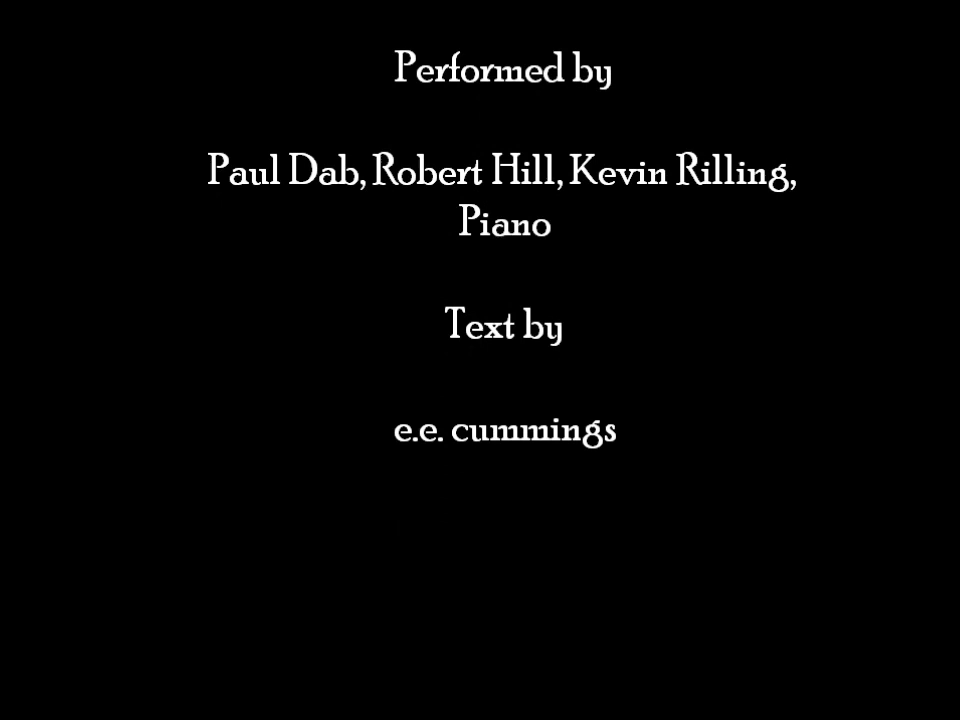 Performed by
Paul Dab, Robert Hill, Kevin Rilling,
Piano
Text by
e.e. cummings